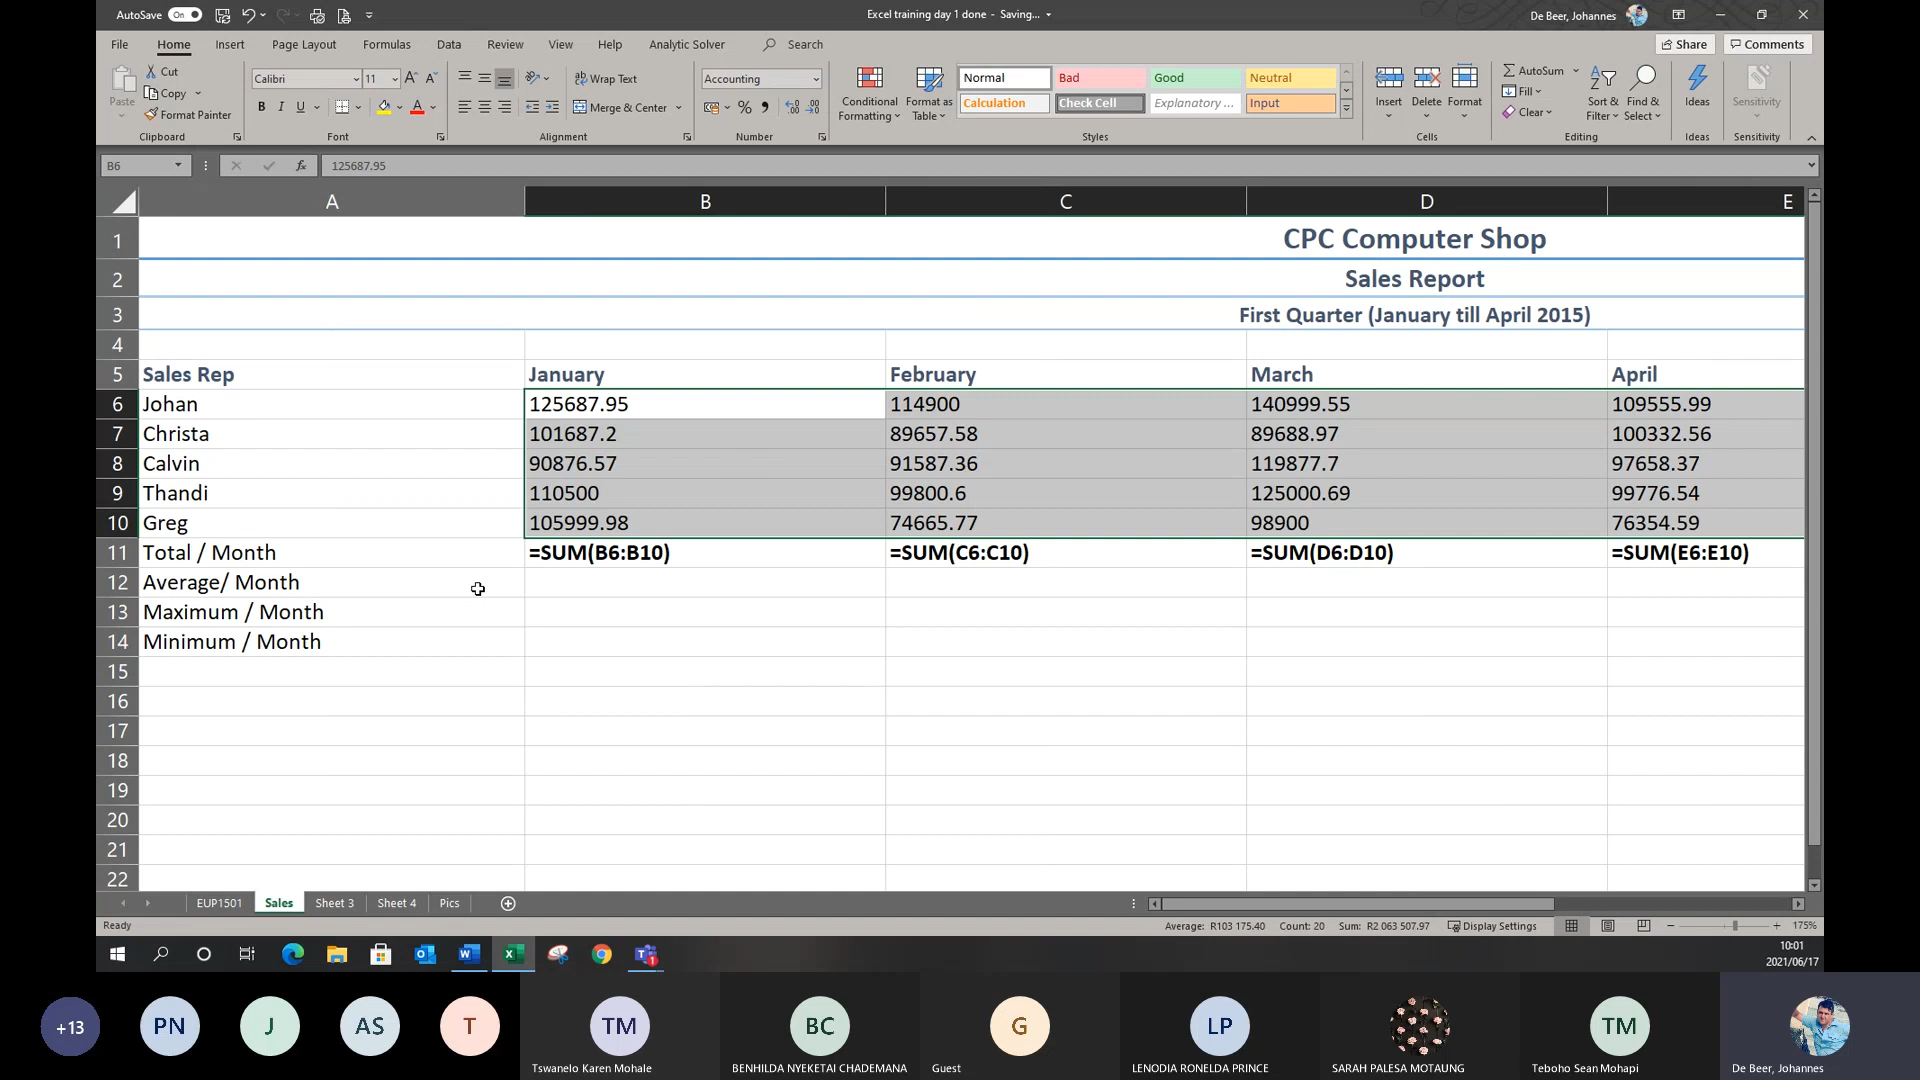 AutoSave On
Excel training day 1 done - Saving...
De Beer, Johannes
File Home Insert Page Layout Formulas Data Review View Help Analytic Solver Search
Share Comments
Paste
Cut
Copy
Format Painter
Clipboard
Calibri 11
B I U
Font
Wrap Text
Merge & Center
Alignment
Accounting
Number
Conditional Formatting
Format as Table
Normal Bad Good Neutral
Calculation Check Cell Explanatory ... Input
Styles
Insert Delete Format
Cells
AutoSum
Fill
Clear
Sort & Filter
Find & Select
Editing
Ideas
Ideas
Sensitivity
Sensitivity
B6 fx 125687.95
A B C D E
1 CPC Computer Shop
2 Sales Report
3 First Quarter (January till April 2015)
4
5 Sales Rep January February March April
6 Johan 125687.95 114900 140999.55 109555.99
7 Christa 101687.2 89657.58 89688.97 100332.56
8 Calvin 90876.57 91587.36 119877.7 97658.37
9 Thandi 110500 99800.6 125000.69 99776.54
10 Greg 105999.98 74665.77 98900 76354.59
11 Total / Month =SUM(B6:B10) =SUM(C6:C10) =SUM(D6:D10) =SUM(E6:E10)
12 Average/ Month
13 Maximum / Month
14 Minimum / Month
15
16
17
18
19
20
21
22
EUP1501 Sales Sheet 3 Sheet 4 Pics
Ready
Average: R103 175.40 Count: 20 Sum: R2 063 507.97 Display Settings 175%
10:01
2021/06/17
+13 PN J AS T TM BC G LP TM
Tswanelo Karen Mohale BENHILDA NYEKETAI CHADEMANA Guest LENODIA RONELDA PRINCE SARAH PALESA MOTAUNG Teboho Sean Mohapi De Beer, Johannes